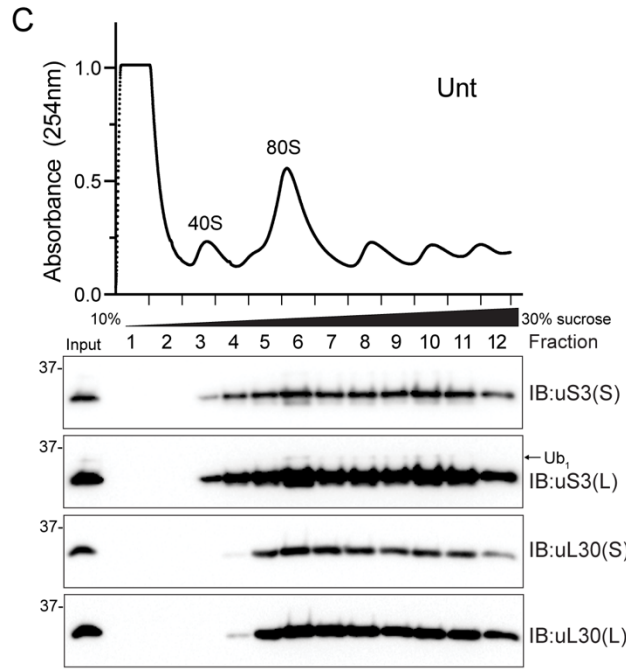 C
Absorbance (254nm)
1.0
0.5
0.0
Unt
40S
80S
10%
30% sucrose
Input 1 2 3 4 5 6 7 8 9 10 11 12 Fraction
37-
IB:uS3(S)
37-
←Ub1
IB:uS3(L)
37-
IB:uL30(S)
37-
IB:uL30(L)